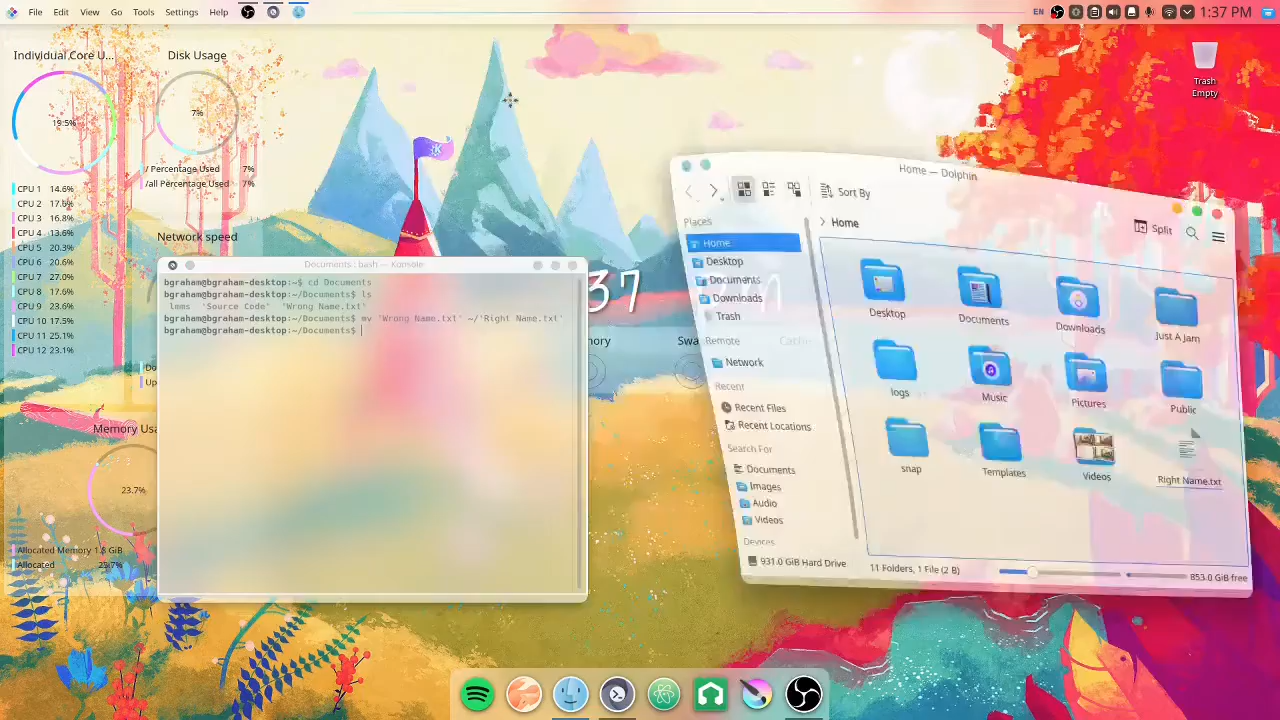 File Edit View Go Tools Settings Help
EN 1:37 PM
Individual Core U...
19.5%
CPU 1 14.6%
CPU 2 17.6%
CPU 3 16.8%
CPU 4 13.6%
CPU 5 20.3%
CPU 6 20.9%
CPU 7 27.0%
CPU 8 17.6%
CPU 9 23.6%
CPU 10 17.5%
CPU 11 25.1%
CPU 12 23.1%
Disk Usage
7%
/ Percentage Used 7%
/all Percentage Used 7%
Network speed
Do
Up
Memory Usa
23.7%
Allocated Memory 1.8 GiB
Allocated 23.7%
Trash
Empty
37
mory
Swa
Cache
Documents : bash — Konsole
bgraham@bgraham-desktop:~$ cd Documents
bgraham@bgraham-desktop:~/Documents$ ls
lmms 'Source Code' 'Wrong Name.txt'
bgraham@bgraham-desktop:~/Documents$ mv 'Wrong Name.txt' ~/'Right Name.txt'
bgraham@bgraham-desktop:~/Documents$
Home — Dolphin
Sort By
Split
Places
Home
Desktop
Documents
Downloads
Trash
Remote
Network
Recent
Recent Files
Recent Locations
Search For
Documents
Images
Audio
Videos
Devices
931.0 GiB Hard Drive
Home
Desktop Documents Downloads Just A Jam
logs Music Pictures Public
snap Templates Videos Right Name.txt
11 Folders, 1 File (2 B)
853.0 GiB free